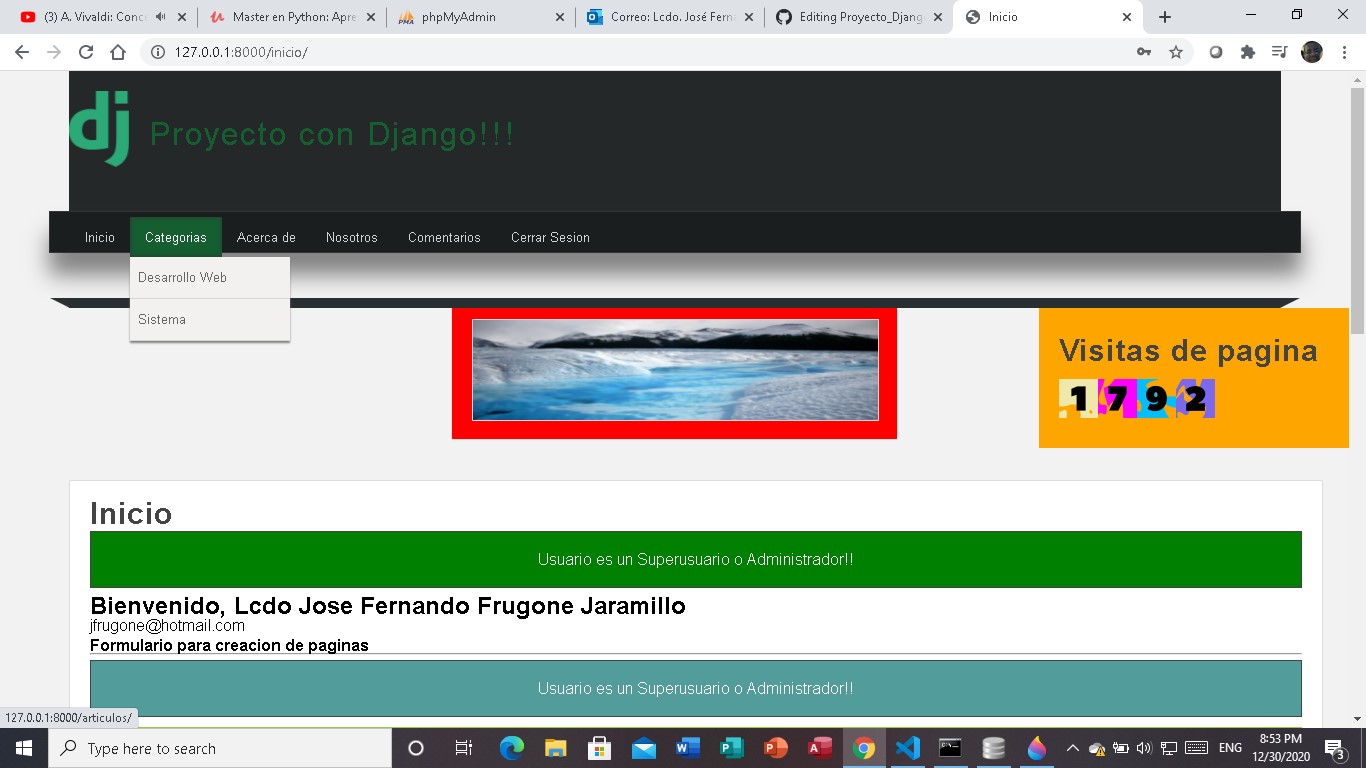 (3) A. Vivaldi: Conc
Master en Python: Apre
phpMyAdmin
Correo: Lcdo. José Fern
Editing Proyecto_Djang
Inicio
127.0.0.1:8000/inicio/
dj
Proyecto con Django!!!
Inicio
Categorias
Acerca de
Nosotros
Comentarios
Cerrar Sesion
Desarrollo Web
Sistema
Visitas de pagina
1792
Inicio
Usuario es un Superusuario o Administrador!!
Bienvenido, Lcdo Jose Fernando Frugone Jaramillo
jfrugone@hotmail.com
Formulario para creacion de paginas
Usuario es un Superusuario o Administrador!!
127.0.0.1:8000/articulos/
Type here to search
ENG
8:53 PM
12/30/2020
3